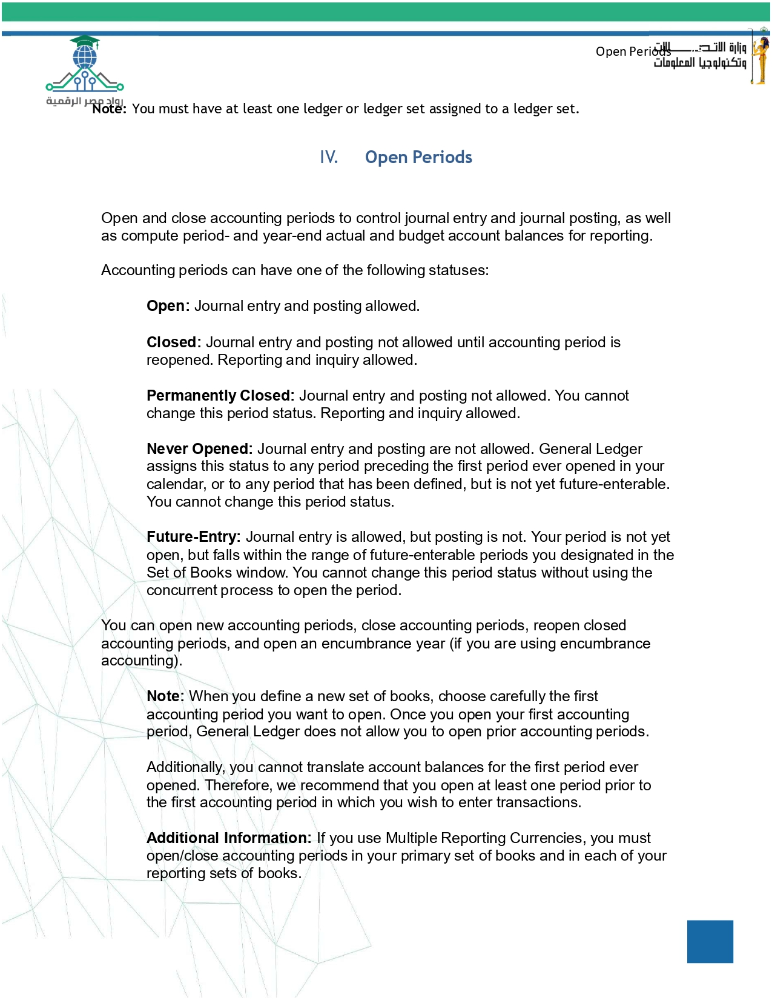 Open Periods
وزارة الاتصالات
وتكنولوجيا المعلومات
رواد مصر الرقمية
Note: You must have at least one ledger or ledger set assigned to a ledger set.
IV. Open Periods
Open and close accounting periods to control journal entry and journal posting, as well
as compute period- and year-end actual and budget account balances for reporting.
Accounting periods can have one of the following statuses:
Open: Journal entry and posting allowed.
Closed: Journal entry and posting not allowed until accounting period is
reopened. Reporting and inquiry allowed.
Permanently Closed: Journal entry and posting not allowed. You cannot
change this period status. Reporting and inquiry allowed.
Never Opened: Journal entry and posting are not allowed. General Ledger
assigns this status to any period preceding the first period ever opened in your
calendar, or to any period that has been defined, but is not yet future-enterable.
You cannot change this period status.
Future-Entry: Journal entry is allowed, but posting is not. Your period is not yet
open, but falls within the range of future-enterable periods you designated in the
Set of Books window. You cannot change this period status without using the
concurrent process to open the period.
You can open new accounting periods, close accounting periods, reopen closed
accounting periods, and open an encumbrance year (if you are using encumbrance
accounting).
Note: When you define a new set of books, choose carefully the first
accounting period you want to open. Once you open your first accounting
period, General Ledger does not allow you to open prior accounting periods.
Additionally, you cannot translate account balances for the first period ever
opened. Therefore, we recommend that you open at least one period prior to
the first accounting period in which you wish to enter transactions.
Additional Information: If you use Multiple Reporting Currencies, you must
open/close accounting periods in your primary set of books and in each of your
reporting sets of books.